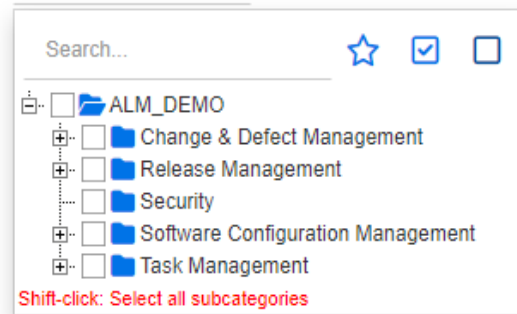 Search...
ALM_DEMO
Change & Defect Management
Release Management
Security
Software Configuration Management
Task Management
Shift-click: Select all subcategories